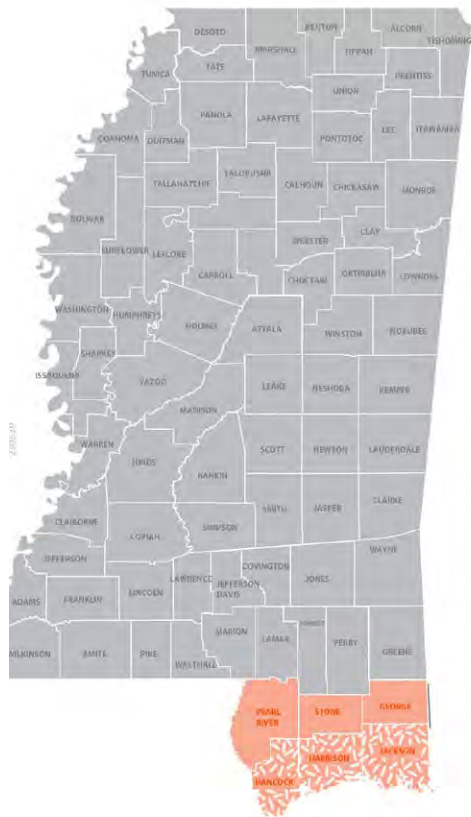 BENTON
ALCORN
DESOTO
TISHOMING
MARSHALL
TIPPAH
TATE
TUNICA
PRENTISS
UNION
PANOLA
LAFAYETTE
LEE
ITAWAMBA
COAHOMA
QUITMAN
PONTOTOC
YALOBUSHA
TALLAHATCHIE
CALHOUN
CHICKASAW
MONROE
BOLIVAR
CLAY
SUNFLOWER
LEFLORE
WEBSTER
CARROLL
CHOCTAW
OKTIBBEHA
LOWNDES
WASHINGTON
HUMPHREYS
HOLMES
ATTALA
WINSTON
NOXUBEE
SHARKEY
ISSAQUENA
YAZOO
LEAKE
NESHOBA
KEMPER
MADISON
WARREN
SCOTT
NEWTON
LAUDERDALE
HINDS
RANKIN
CLAIBORNE
SIMPSON
SMITH
JASPER
CLARKE
COPIAH
JEFFERSON
WAYNE
COVINGTON
LAWRENCE
JEFFERSON
DAVIS
JONES
ADAMS
FRANKLIN
LINCOLN
FORREST
MARION
LAMAR
PERRY
GREENE
WILKINSON
AMITE
PIKE
WALTHALL
PEARL
RIVER
STONE
GEORGE
JACKSON
HARRISON
HANCOCK